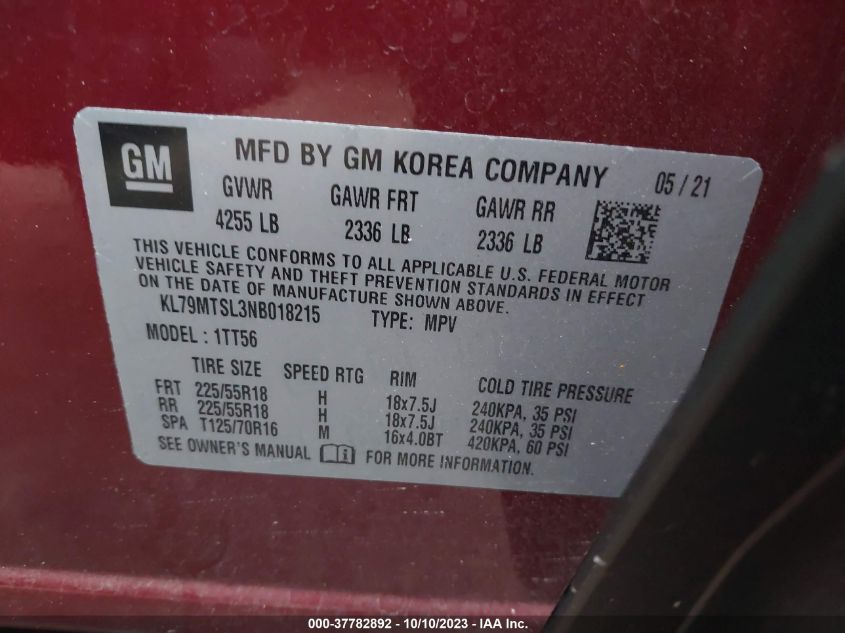 GM
MFD BY GM KOREA COMPANY 05 / 21
GVWR GAWR FRT GAWR RR
4255 LB 2336 LB 2336 LB
THIS VEHICLE CONFORMS TO ALL APPLICABLE U.S. FEDERAL MOTOR
VEHICLE SAFETY AND THEFT PREVENTION STANDARDS IN EFFECT
ON THE DATE OF MANUFACTURE SHOWN ABOVE.
KL79MTSL3NB018215 TYPE: MPV
MODEL : 1TT56
TIRE SIZE SPEED RTG RIM COLD TIRE PRESSURE
FRT 225/55R18 H 18x7.5J 240KPA, 35 PSI
RR 225/55R18 H 18x7.5J 240KPA, 35 PSI
SPA T125/70R16 M 16x4.0BT 420KPA, 60 PSI
SEE OWNER'S MANUAL i FOR MORE INFORMATION.
000-37782892 - 10/10/2023 - IAA Inc.